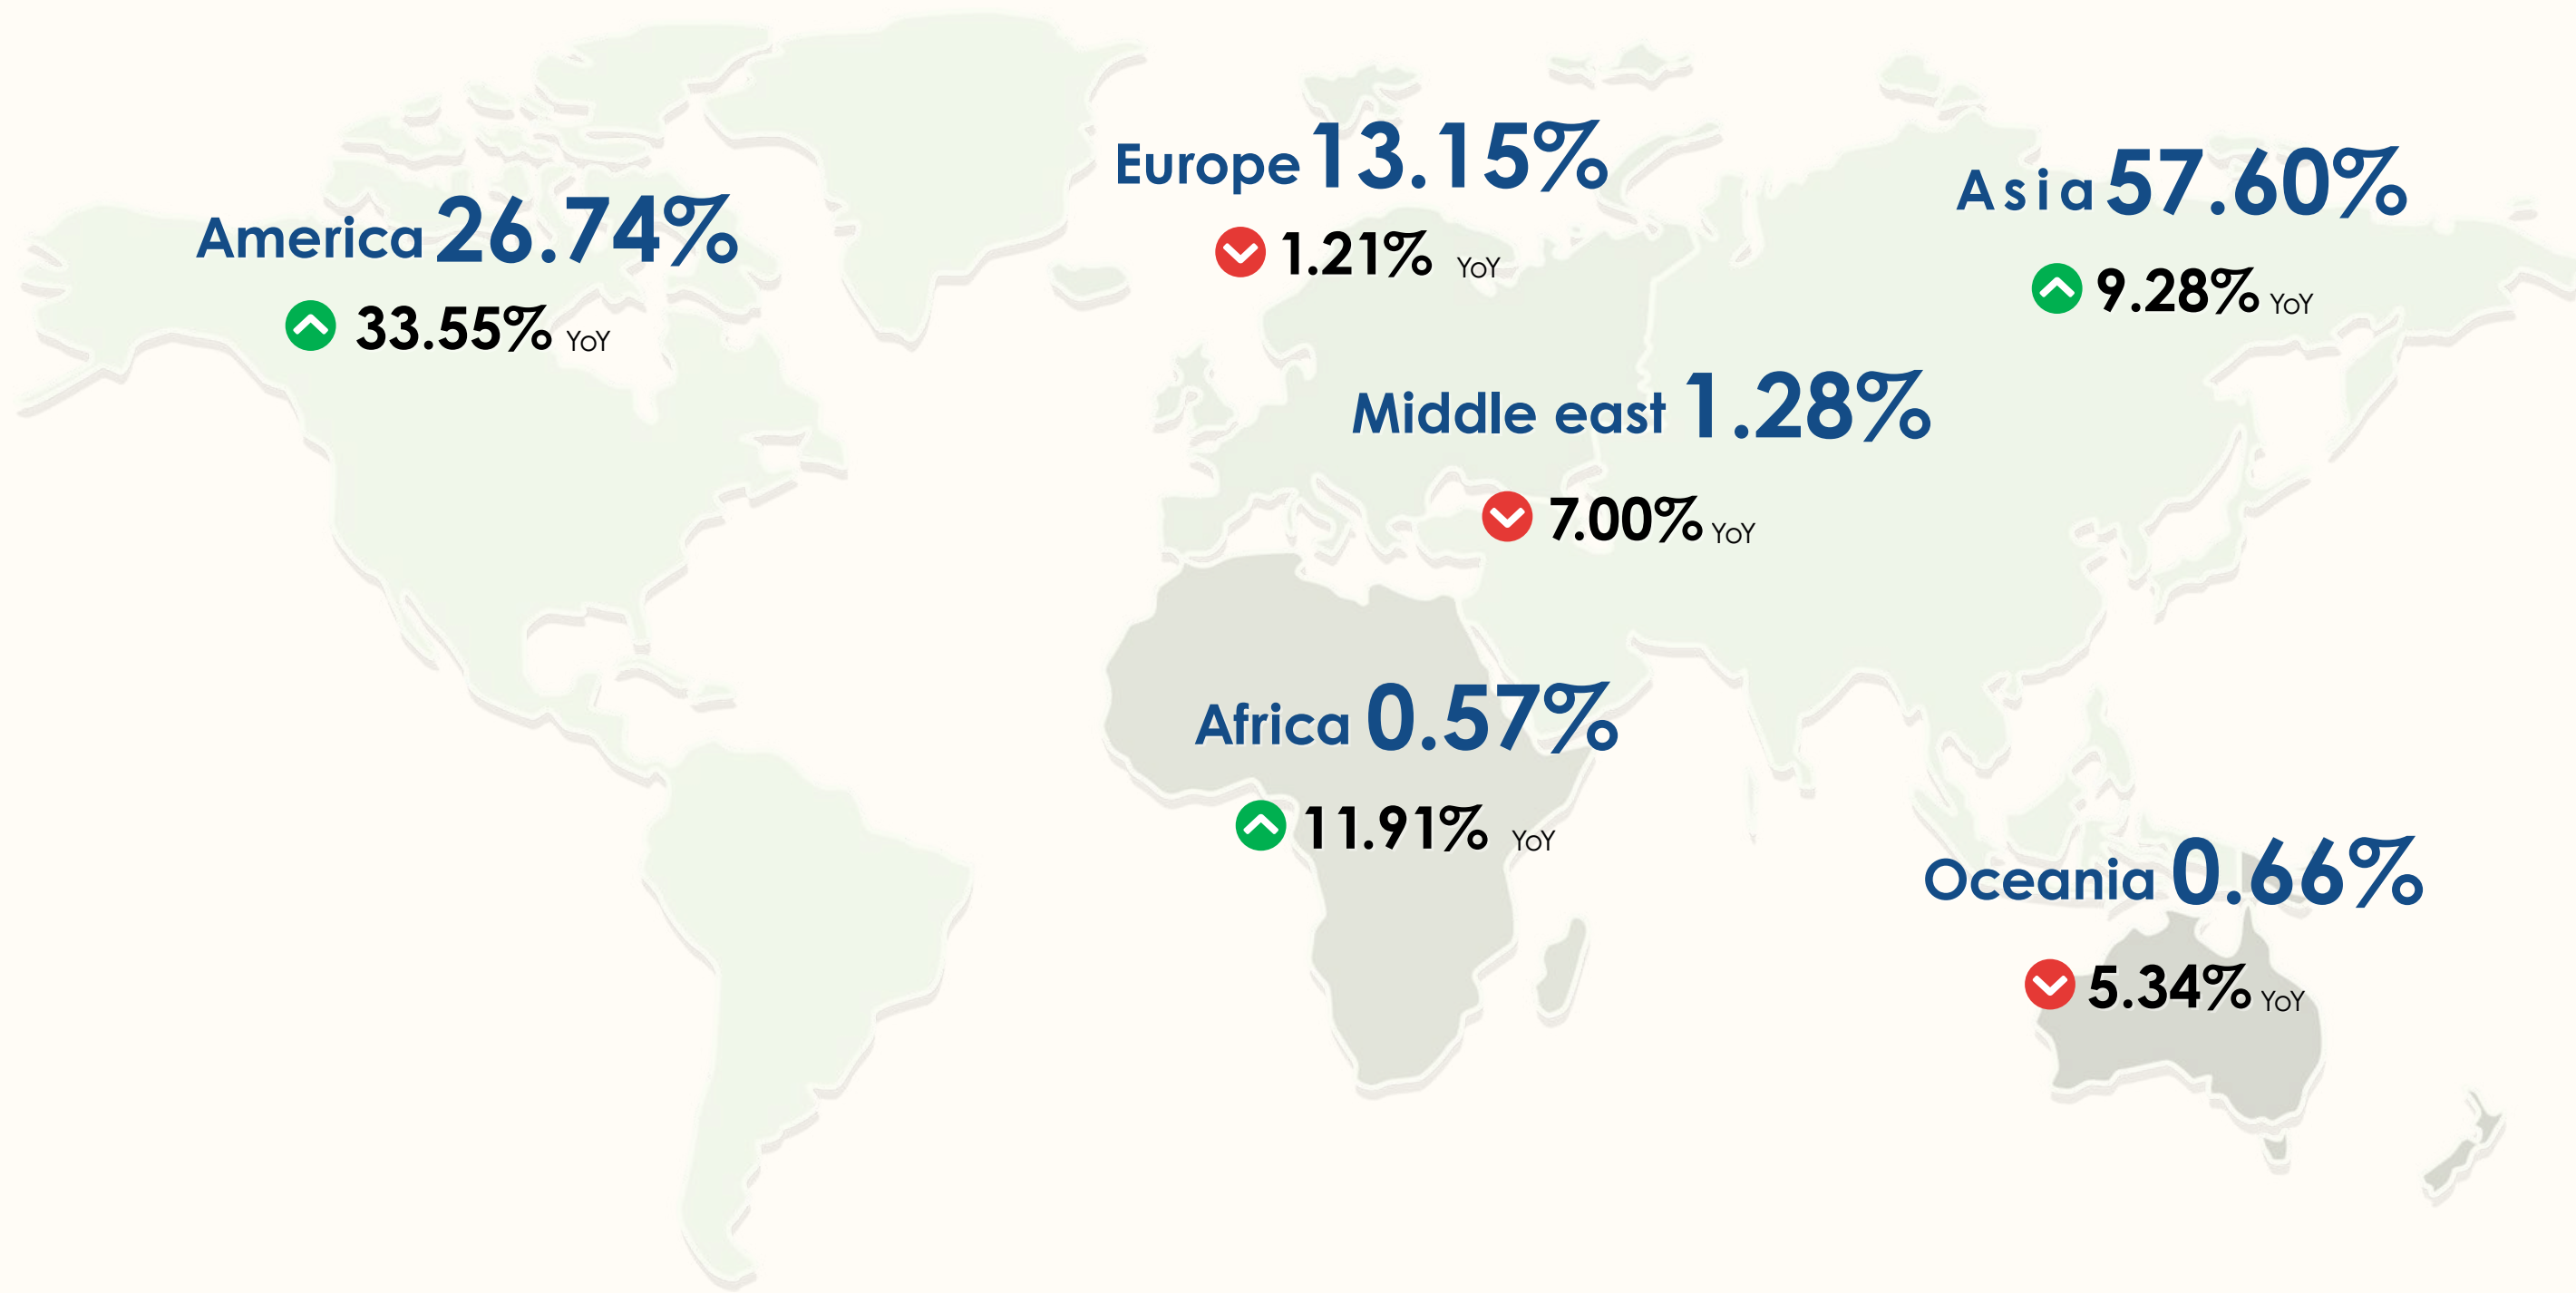 America 26.74%
33.55% YoY
Europe 13.15%
1.21% YoY
Asia 57.60%
9.28% YoY
Middle east 1.28%
7.00% YoY
Africa 0.57%
11.91% YoY
Oceania 0.66%
5.34% YoY